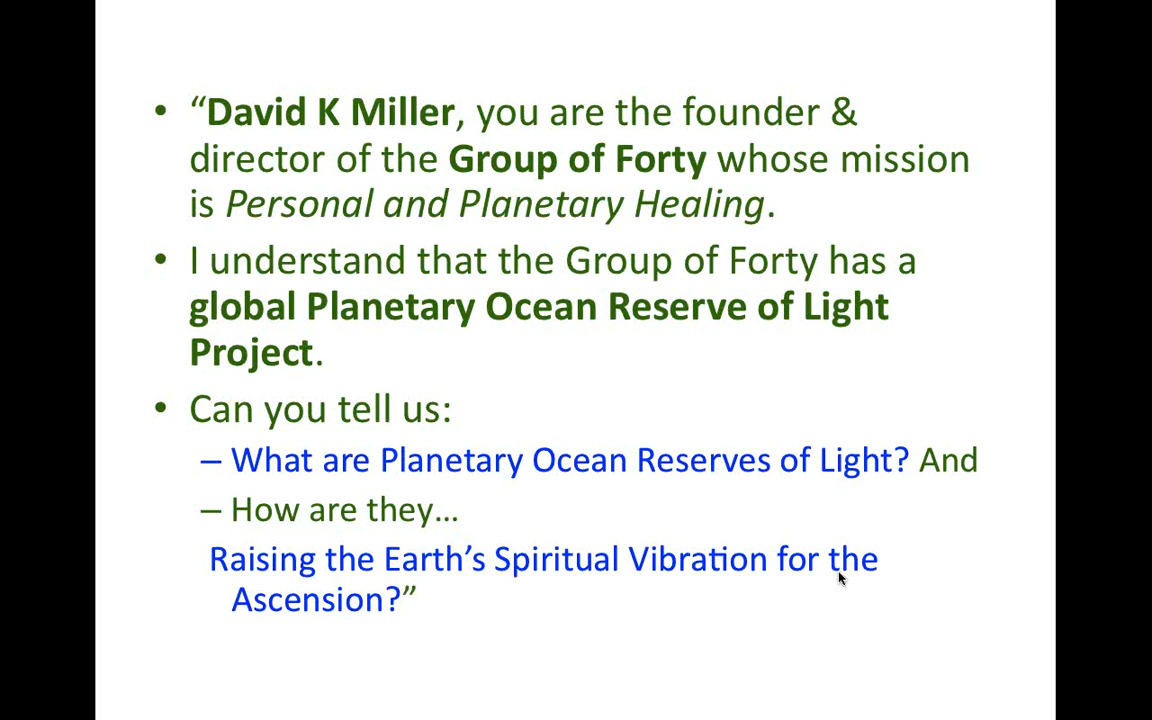 • “David K Miller, you are the founder &
director of the Group of Forty whose mission
is Personal and Planetary Healing.
• I understand that the Group of Forty has a
global Planetary Ocean Reserve of Light
Project.
• Can you tell us:
– What are Planetary Ocean Reserves of Light? And
– How are they…
Raising the Earth’s Spiritual Vibration for the
Ascension?”